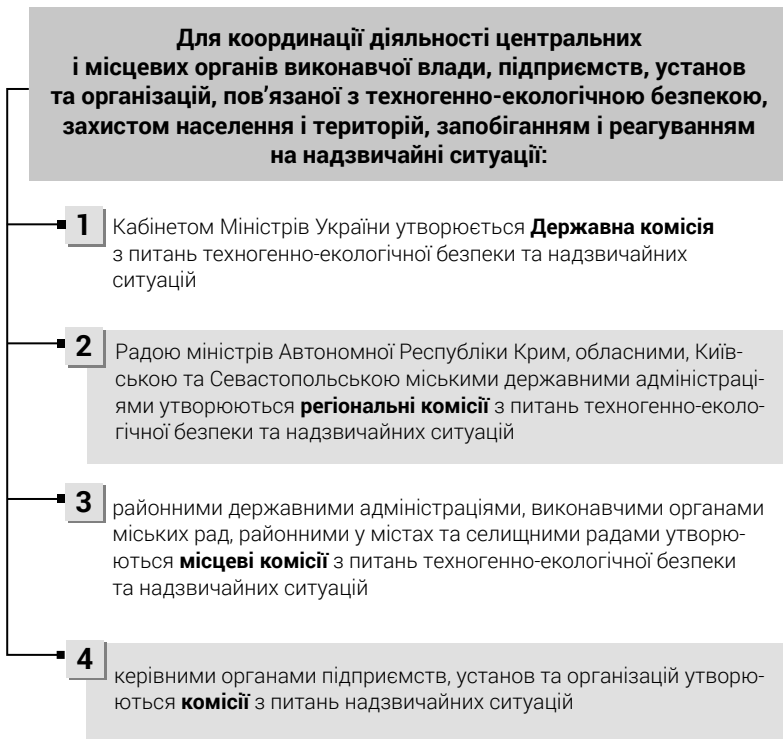 Для координації діяльності центральних
і місцевих органів виконавчої влади, підприємств, установ
та організацій, пов’язаної з техногенно-екологічною безпекою,
захистом населення і територій, запобіганням і реагуванням
на надзвичайні ситуації:
1
Кабінетом Міністрів України утворюється Державна комісія
з питань техногенно-екологічної безпеки та надзвичайних
ситуацій
2
Радою міністрів Автономної Республіки Крим, обласними, Київ-
ською та Севастопольською міськими державними адміністраці-
ями утворюються регіональні комісії з питань техногенно-еколо-
гічної безпеки та надзвичайних ситуацій
3
районними державними адміністраціями, виконавчими органами
міських рад, районними у містах та селищними радами утворю-
ються місцеві комісії з питань техногенно-екологічної безпеки
та надзвичайних ситуацій
4
керівними органами підприємств, установ та організацій утворю-
ються комісії з питань надзвичайних ситуацій